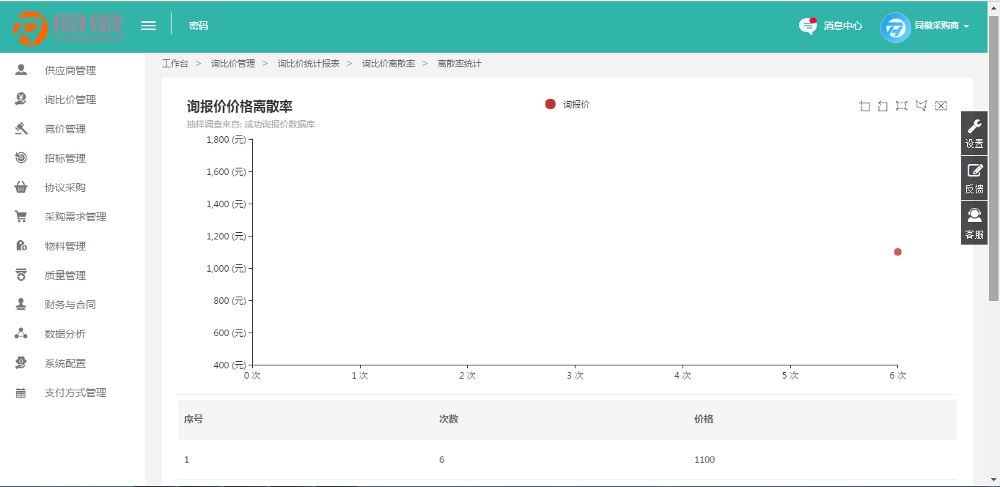 同徽
TONGHUI
密码
消息中心
同徽采购商
供应商管理
询比价管理
竞价管理
招标管理
协议采购
采购需求管理
物料管理
质量管理
财务与合同
数据分析
系统配置
支付方式管理
工作台 > 询比价管理 > 询比价统计报表 > 询比价离散率 > 离散率统计
询报价价格离散率
抽样调查来自: 成功询报价数据库
询报价
设置
反馈
客服
1,800 (元)
1,600 (元)
1,400 (元)
1,200 (元)
1,000 (元)
800 (元)
600 (元)
400 (元)
0 次 1 次 2 次 3 次 4 次 5 次 6 次
序号 次数 价格
1 6 1100